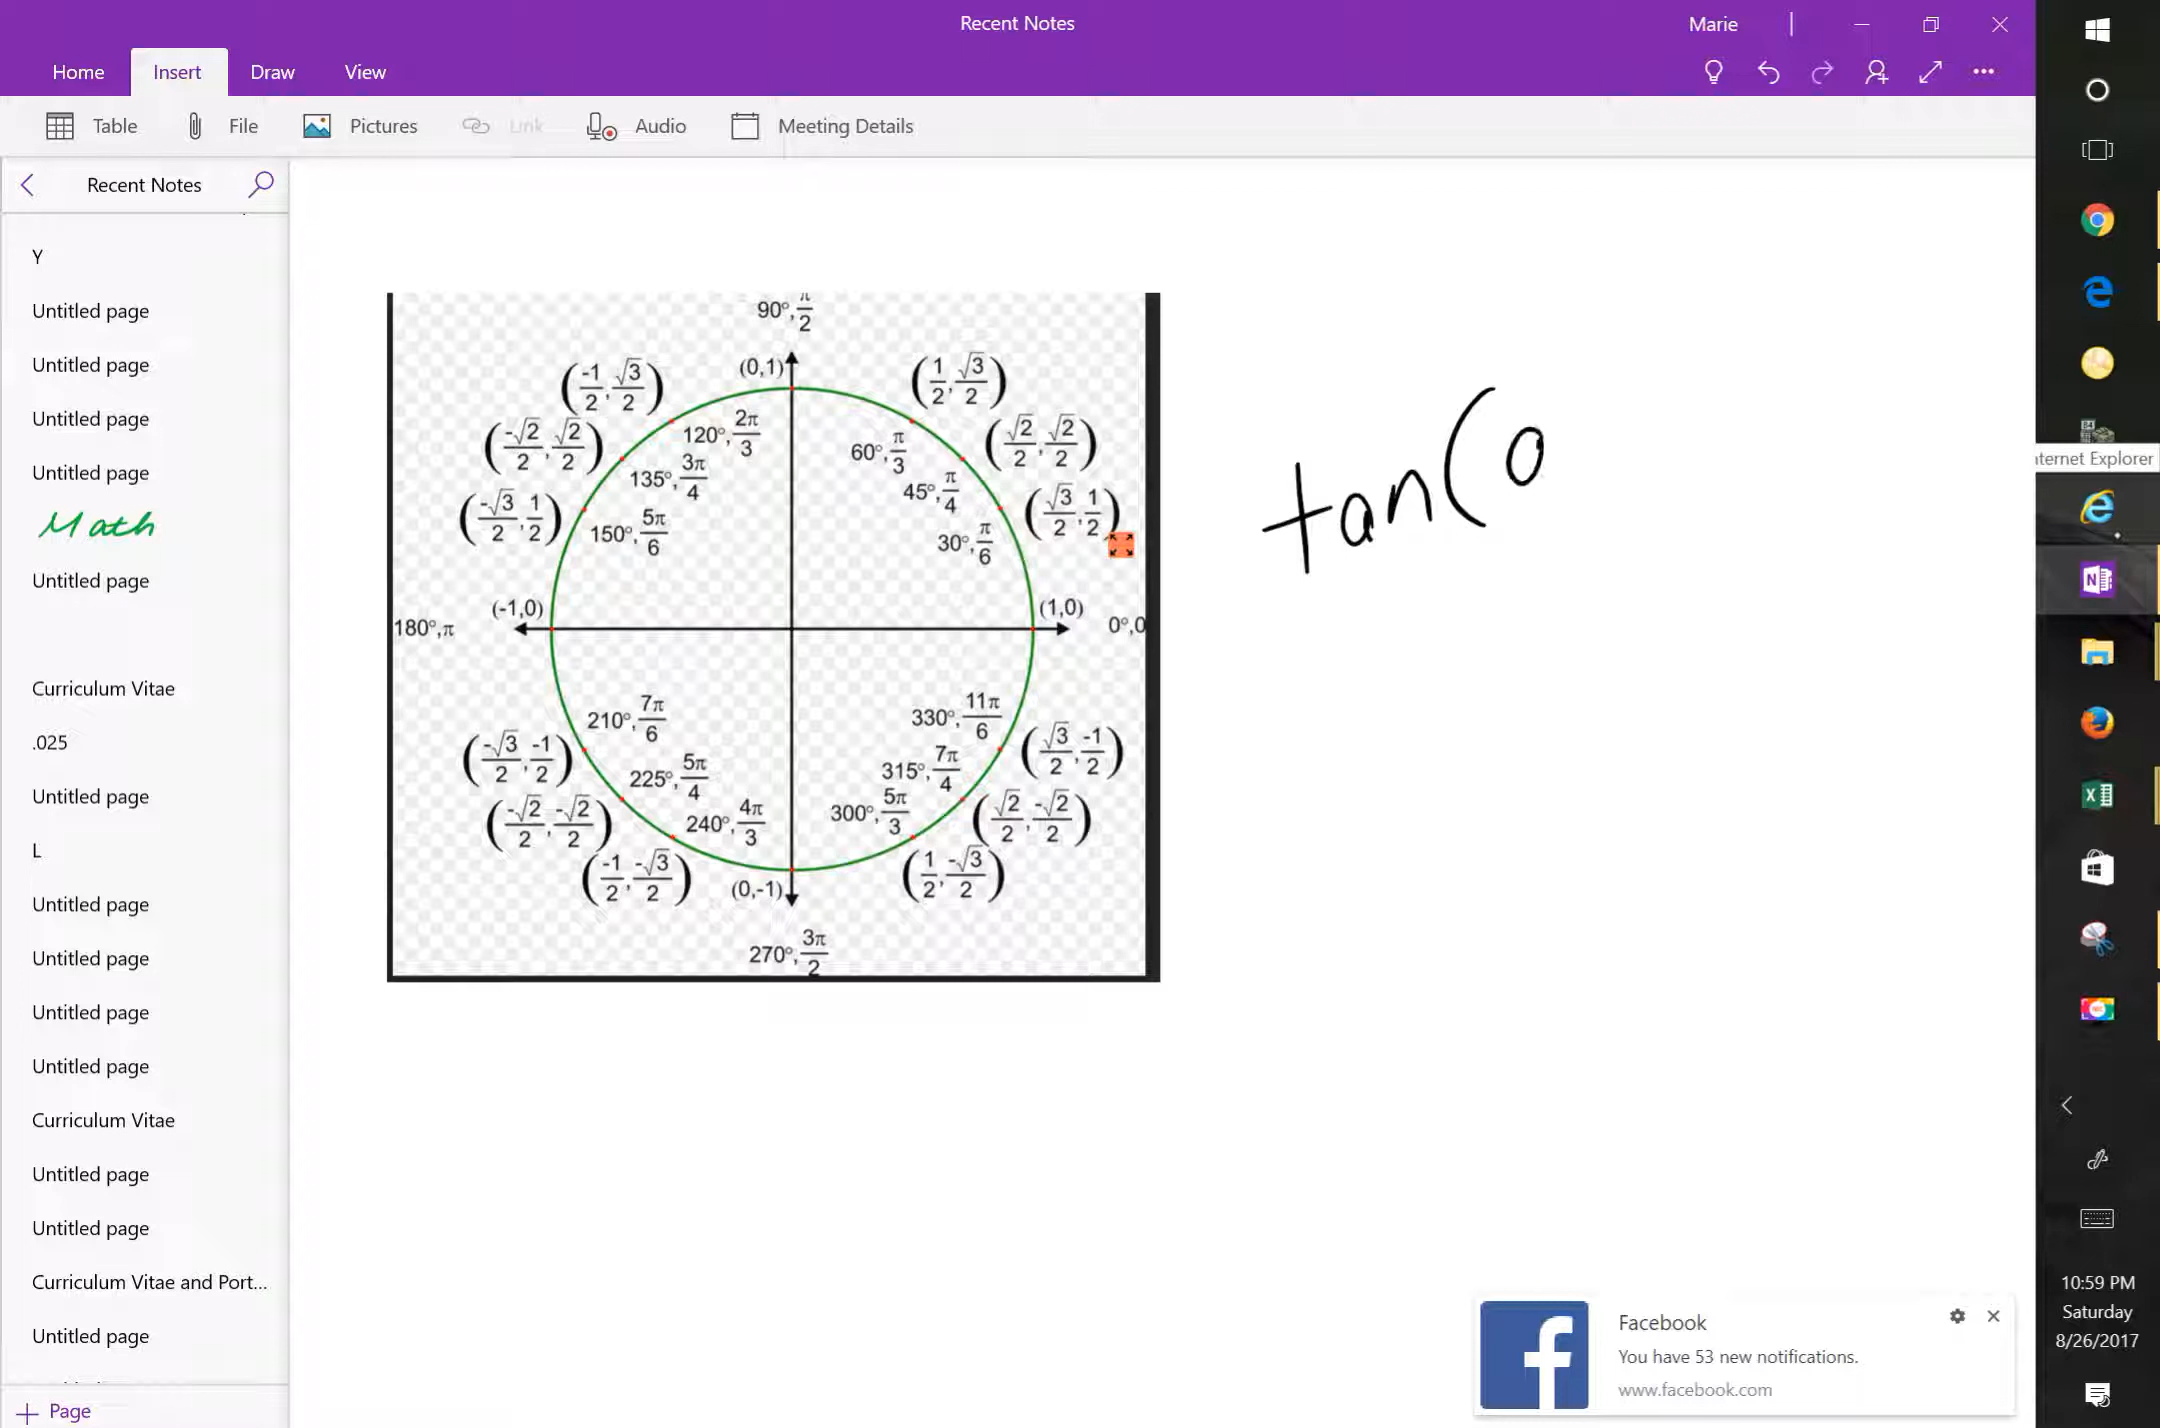 Recent Notes
Marie
Home
Insert
Draw
View
Table
File
Pictures
Link
Audio
Meeting Details
Recent Notes
Y
Untitled page
Untitled page
Untitled page
Untitled page
Math
Untitled page
Curriculum Vitae
.025
Untitled page
L
Untitled page
Untitled page
Untitled page
Untitled page
Curriculum Vitae
Untitled page
Untitled page
Curriculum Vitae and Port...
Untitled page
+ Page
90°, π/2
(0,1)
(-1/2, √3/2)
120°, 2π/3
(-√2/2, √2/2)
135°, 3π/4
(-√3/2, 1/2)
150°, 5π/6
(1/2, √3/2)
60°, π/3
(√2/2, √2/2)
45°, π/4
(√3/2, 1/2)
30°, π/6
(-1,0)
180°,π
(1,0)
0°,0
210°, 7π/6
(-√3/2, -1/2)
225°, 5π/4
(-√2/2, -√2/2)
240°, 4π/3
(-1/2, -√3/2)
330°, 11π/6
(√3/2, -1/2)
315°, 7π/4
(√2/2, -√2/2)
300°, 5π/3
(1/2, -√3/2)
(0,-1)
270°, 3π/2
tan(0
nternet Explorer
Facebook
You have 53 new notifications.
www.facebook.com
10:59 PM
Saturday
8/26/2017